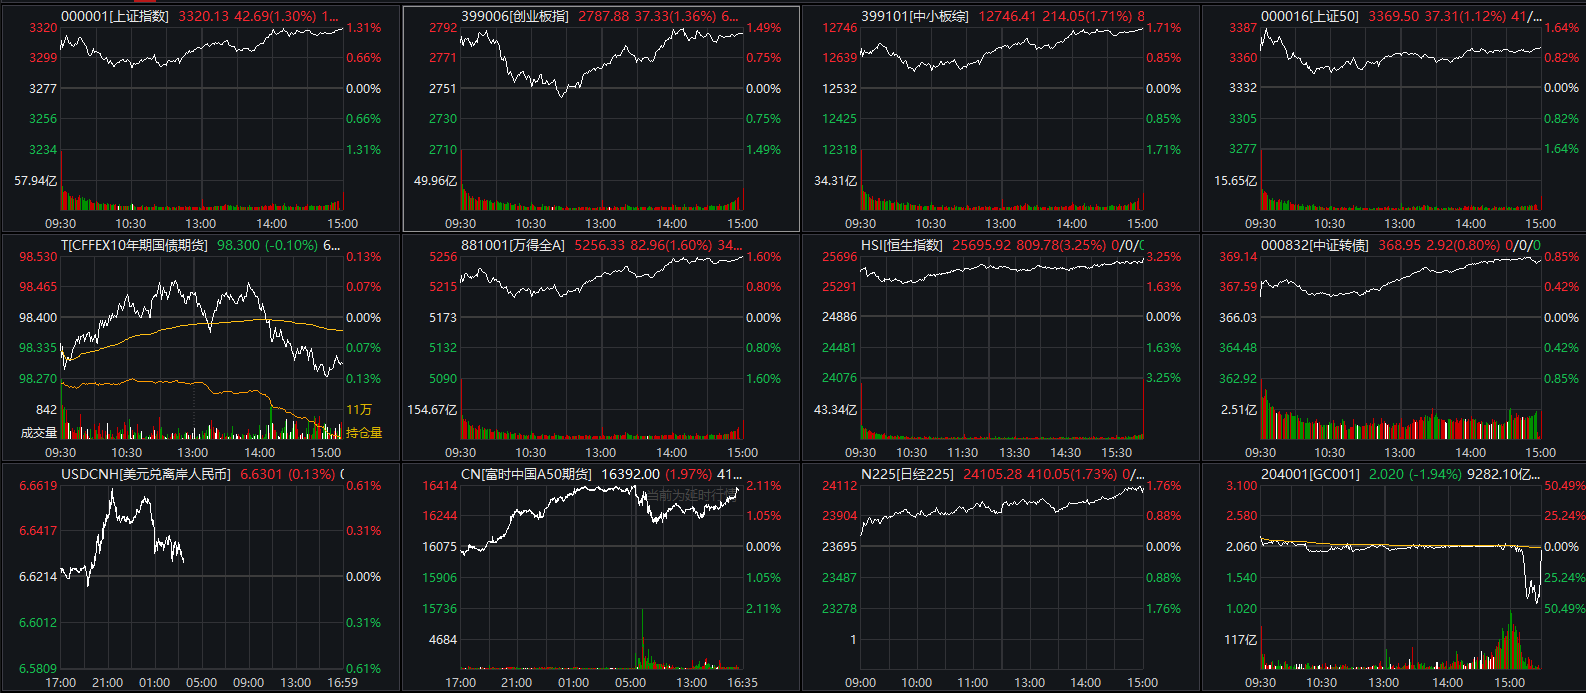 000001[上证指数] 3320.13 42.69(1.30%) 1...
3320 1.31%
3299 0.66%
3277 0.00%
3256 0.66%
3234 1.31%
57.94亿
09:30 10:30 13:00 14:00 15:00
399006[创业板指] 2787.88 37.33(1.36%) 6...
2792 1.49%
2771 0.75%
2751 0.00%
2730 0.75%
2710 1.49%
49.96亿
09:30 10:30 13:00 14:00 15:00
399101[中小板综] 12746.41 214.05(1.71%) 8
12746 1.71%
12639 0.85%
12532 0.00%
12425 0.85%
12318 1.71%
34.31亿
09:30 10:30 13:00 14:00 15:00
000016[上证50] 3369.50 37.31(1.12%) 41/...
3387 1.64%
3360 0.82%
3332 0.00%
3305 0.82%
3277 1.64%
15.65亿
09:30 10:30 13:00 14:00 15:00
T[CFFEX10年期国债期货] 98.300 (-0.10%) 6...
98.530 0.13%
98.465 0.07%
98.400 0.00%
98.335 0.07%
98.270 0.13%
842 11万
成交量 持仓量
09:30 10:30 13:00 14:00 15:00
881001[万得全A] 5256.33 82.96(1.60%) 34...
5256 1.60%
5215 0.80%
5173 0.00%
5132 0.80%
5090 1.60%
154.67亿
09:30 10:30 13:00 14:00 15:00
HSI[恒生指数] 25695.92 809.78(3.25%) 0/0/0
25696 3.25%
25291 1.63%
24886 0.00%
24481 1.63%
24076 3.25%
43.34亿
09:30 10:30 11:30 13:30 14:30 15:30
000832[中证转债] 368.95 2.92(0.80%) 0/0/0
369.14 0.85%
367.59 0.42%
366.03 0.00%
364.48 0.42%
362.92 0.85%
2.51亿
09:30 10:30 13:00 14:00 15:00
USDCNH[美元兑离岸人民币] 6.6301 (0.13%) 0
6.6619 0.61%
6.6417 0.31%
6.6214 0.00%
6.6012 0.31%
6.5809 0.61%
17:00 21:00 01:00 05:00 09:00 13:00 16:59
CN[富时中国A50期货] 16392.00 (1.97%) 41...
当前为延时行情
16414 2.11%
16244 1.05%
16075 0.00%
15906 1.05%
15736 2.11%
4684
17:00 21:00 01:00 05:00 13:00 16:35
N225[日经225] 24105.28 410.05(1.73%) 0/...
24112 1.76%
23904 0.88%
23695 0.00%
23487 0.88%
23278 1.76%
1
09:00 10:00 11:00 13:00 14:00 15:00
204001[GC001] 2.020 (-1.94%) 9282.10亿...
3.100 50.49%
2.580 25.24%
2.060 0.00%
1.540 25.24%
1.020 50.49%
117亿
09:30 10:30 13:00 14:00 15:00